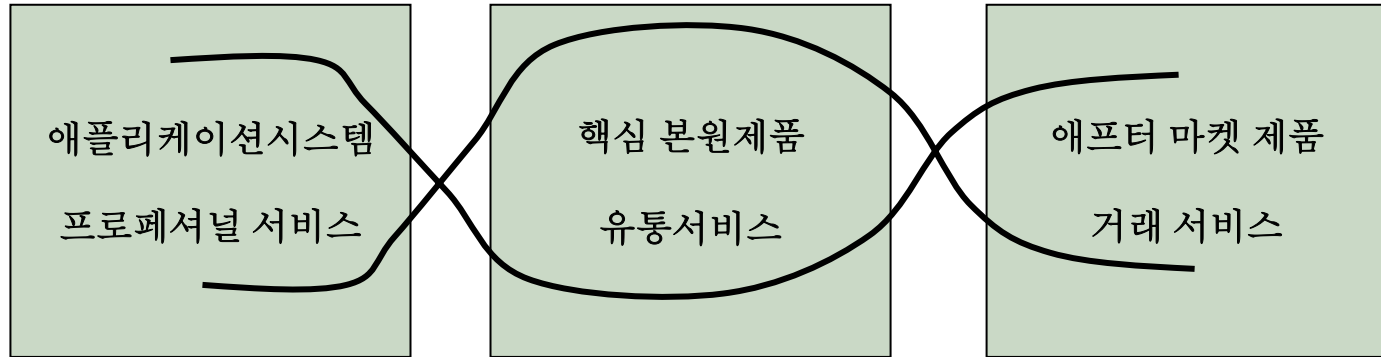 애플리케이션시스템
프로페셔널 서비스
핵심 본원제품
유통서비스
애프터 마켓 제품
거래 서비스